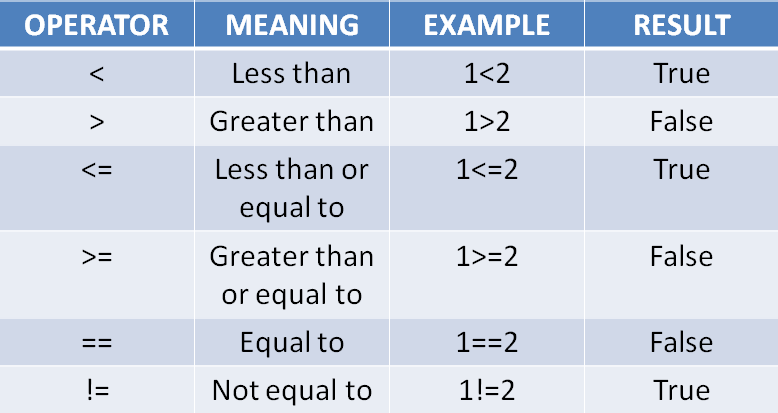 OPERATOR MEANING EXAMPLE RESULT
< Less than 1<2 True
> Greater than 1>2 False
<= Less than or equal to 1<=2 True
>= Greater than or equal to 1>=2 False
== Equal to 1==2 False
!= Not equal to 1!=2 True